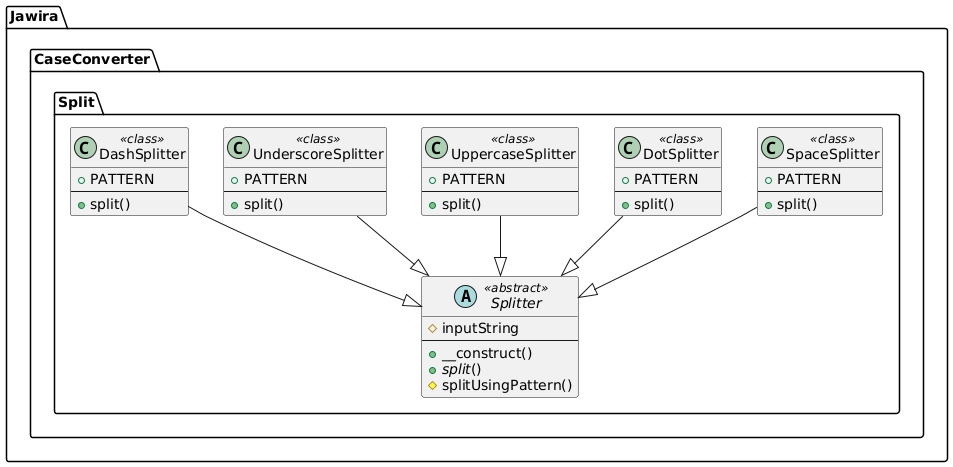 Jawira
CaseConverter
Split
C «class» DashSplitter
PATTERN
split()
C «class» UnderscoreSplitter
PATTERN
split()
C «class» UppercaseSplitter
PATTERN
split()
C «class» DotSplitter
PATTERN
split()
C «class» SpaceSplitter
PATTERN
split()
A «abstract» Splitter
inputString
__construct()
split()
splitUsingPattern()